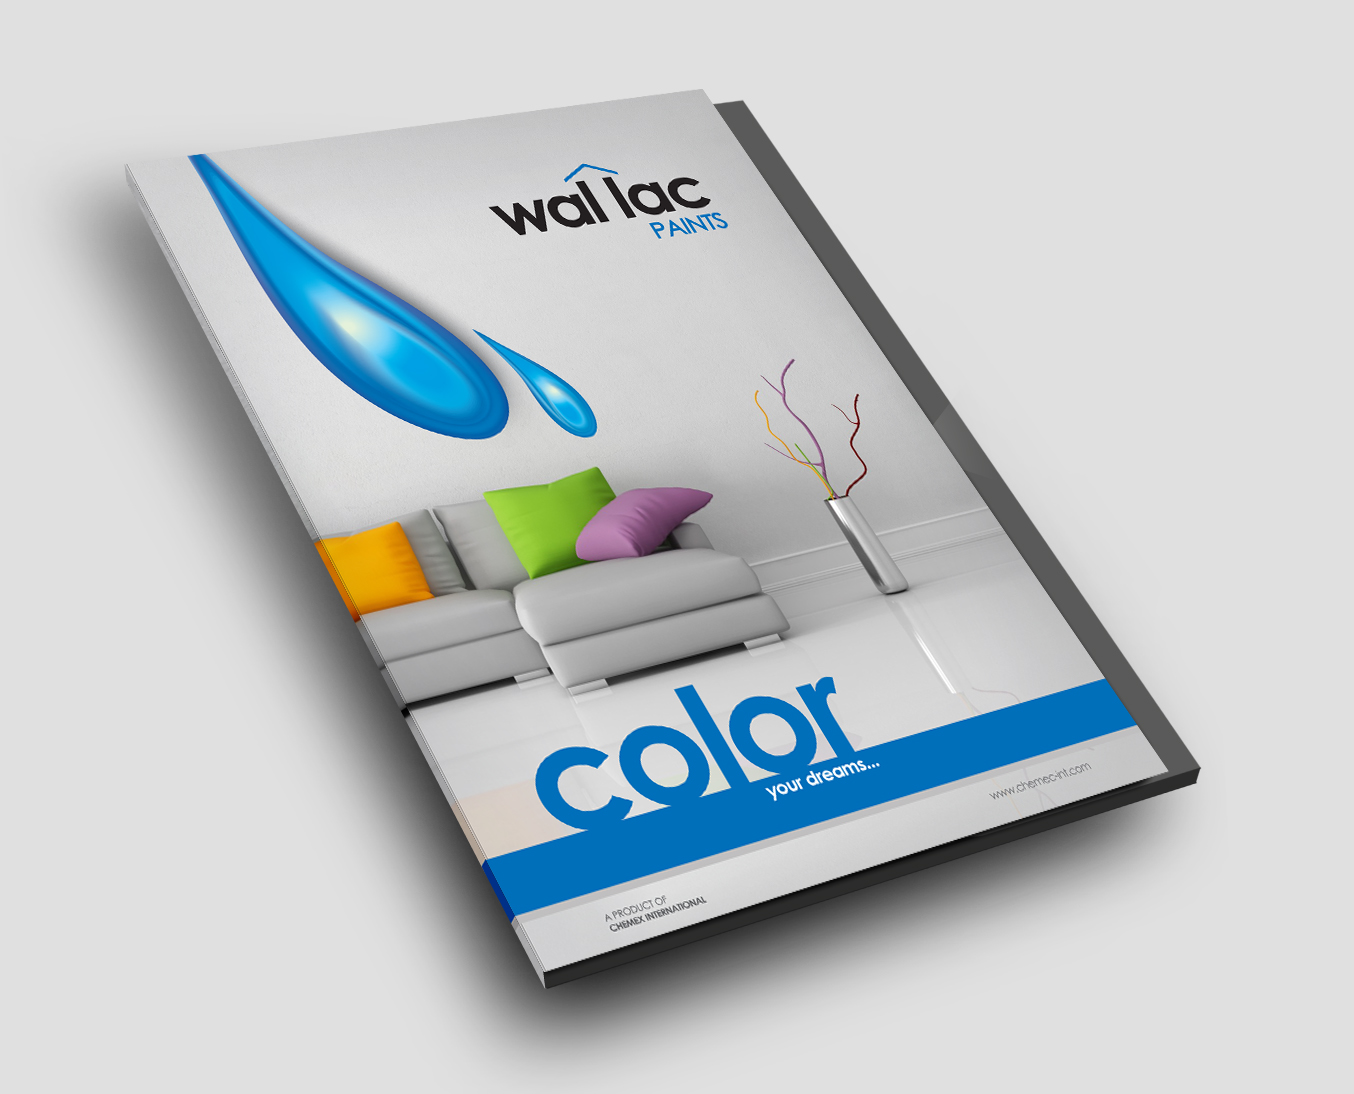 wal lac
PAINTS
color
your dreams...
www.chemec-int.com
A PRODUCT OF
CHEMEX INTERNATIONAL